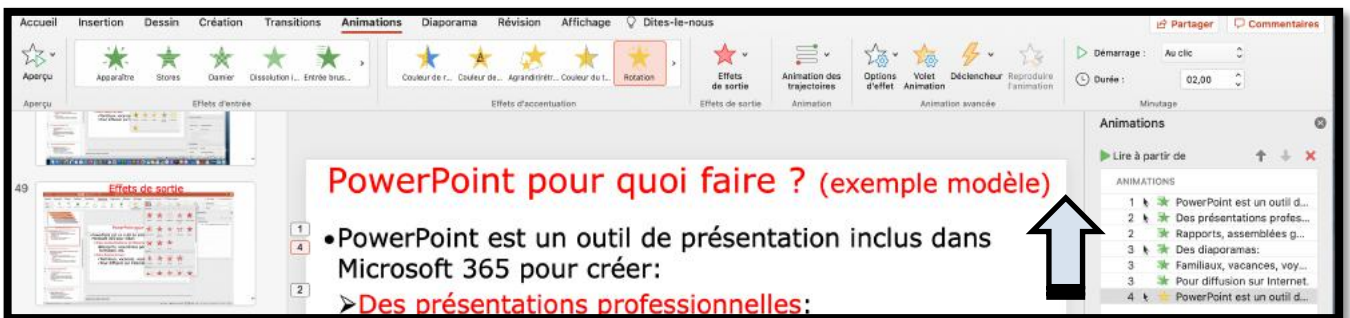 Accueil Insertion Dessin Création Transitions Animations Diaporama Révision Affichage Dites-le-nous Partager Commentaires
Aperçu Apparaître Stores Damier Dissolution i... Entrée brus... Couleur de r... Couleur de... Agrandir/rétr... Couleur du t... Rotation Effets de sortie Animation des trajectoires Options d'effet Volet Animation Déclencheur Reproduire l'animation Démarrage : Au clic
Durée : 02,00
Aperçu Effets d'entrée Effets d'accentuation Effets de sortie Animation Animation avancée Minutage
Animations
Lire à partir de
ANIMATIONS
1 PowerPoint est un outil d...
2 Des présentations profes...
2 Rapports, assemblées g...
3 Des diaporamas:
3 Familiaux, vacances, voy...
3 Pour diffusion sur Internet.
4 PowerPoint est un outil d...
49
Effets de sortie
PowerPoint pour quoi faire ? (exemple modèle)
1
4
•PowerPoint est un outil de présentation inclus dans
Microsoft 365 pour créer:
2
➢Des présentations professionnelles: